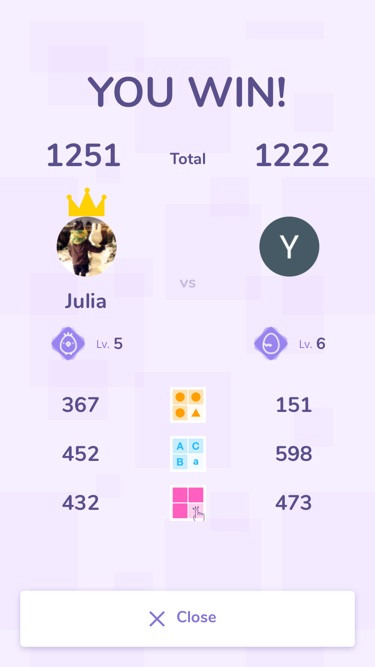 YOU WIN!
1251 Total 1222
Y
vs
Julia
Lv. 5 Lv. 6
367 151
A C
452 598
B a
432 473
Close